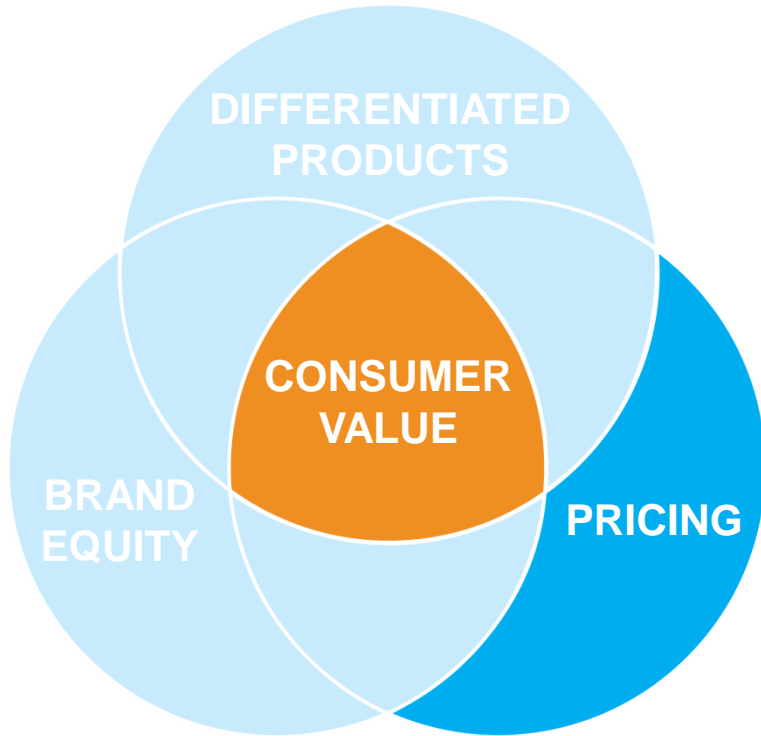 DIFFERENTIATED
PRODUCTS
CONSUMER
VALUE
BRAND
EQUITY
PRICING